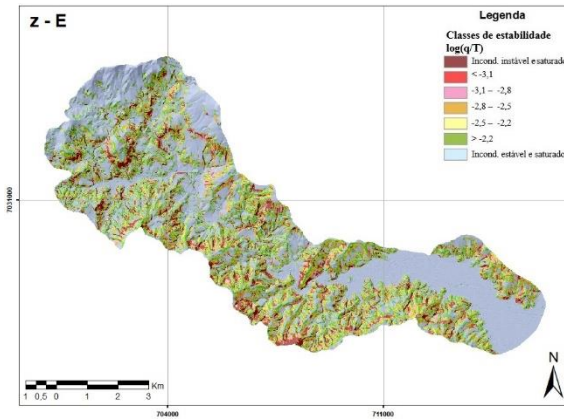 z - E
Legenda
Classes de estabilidade
log(q/T)
Incond. instável e saturado
< -3,1
-3,1 – -2,8
-2,8 – -2,5
-2,5 – -2,2
> -2,2
Incond. estável e saturado
7031000
Km
1 0,5 0 1 2 3
N
704000
711000